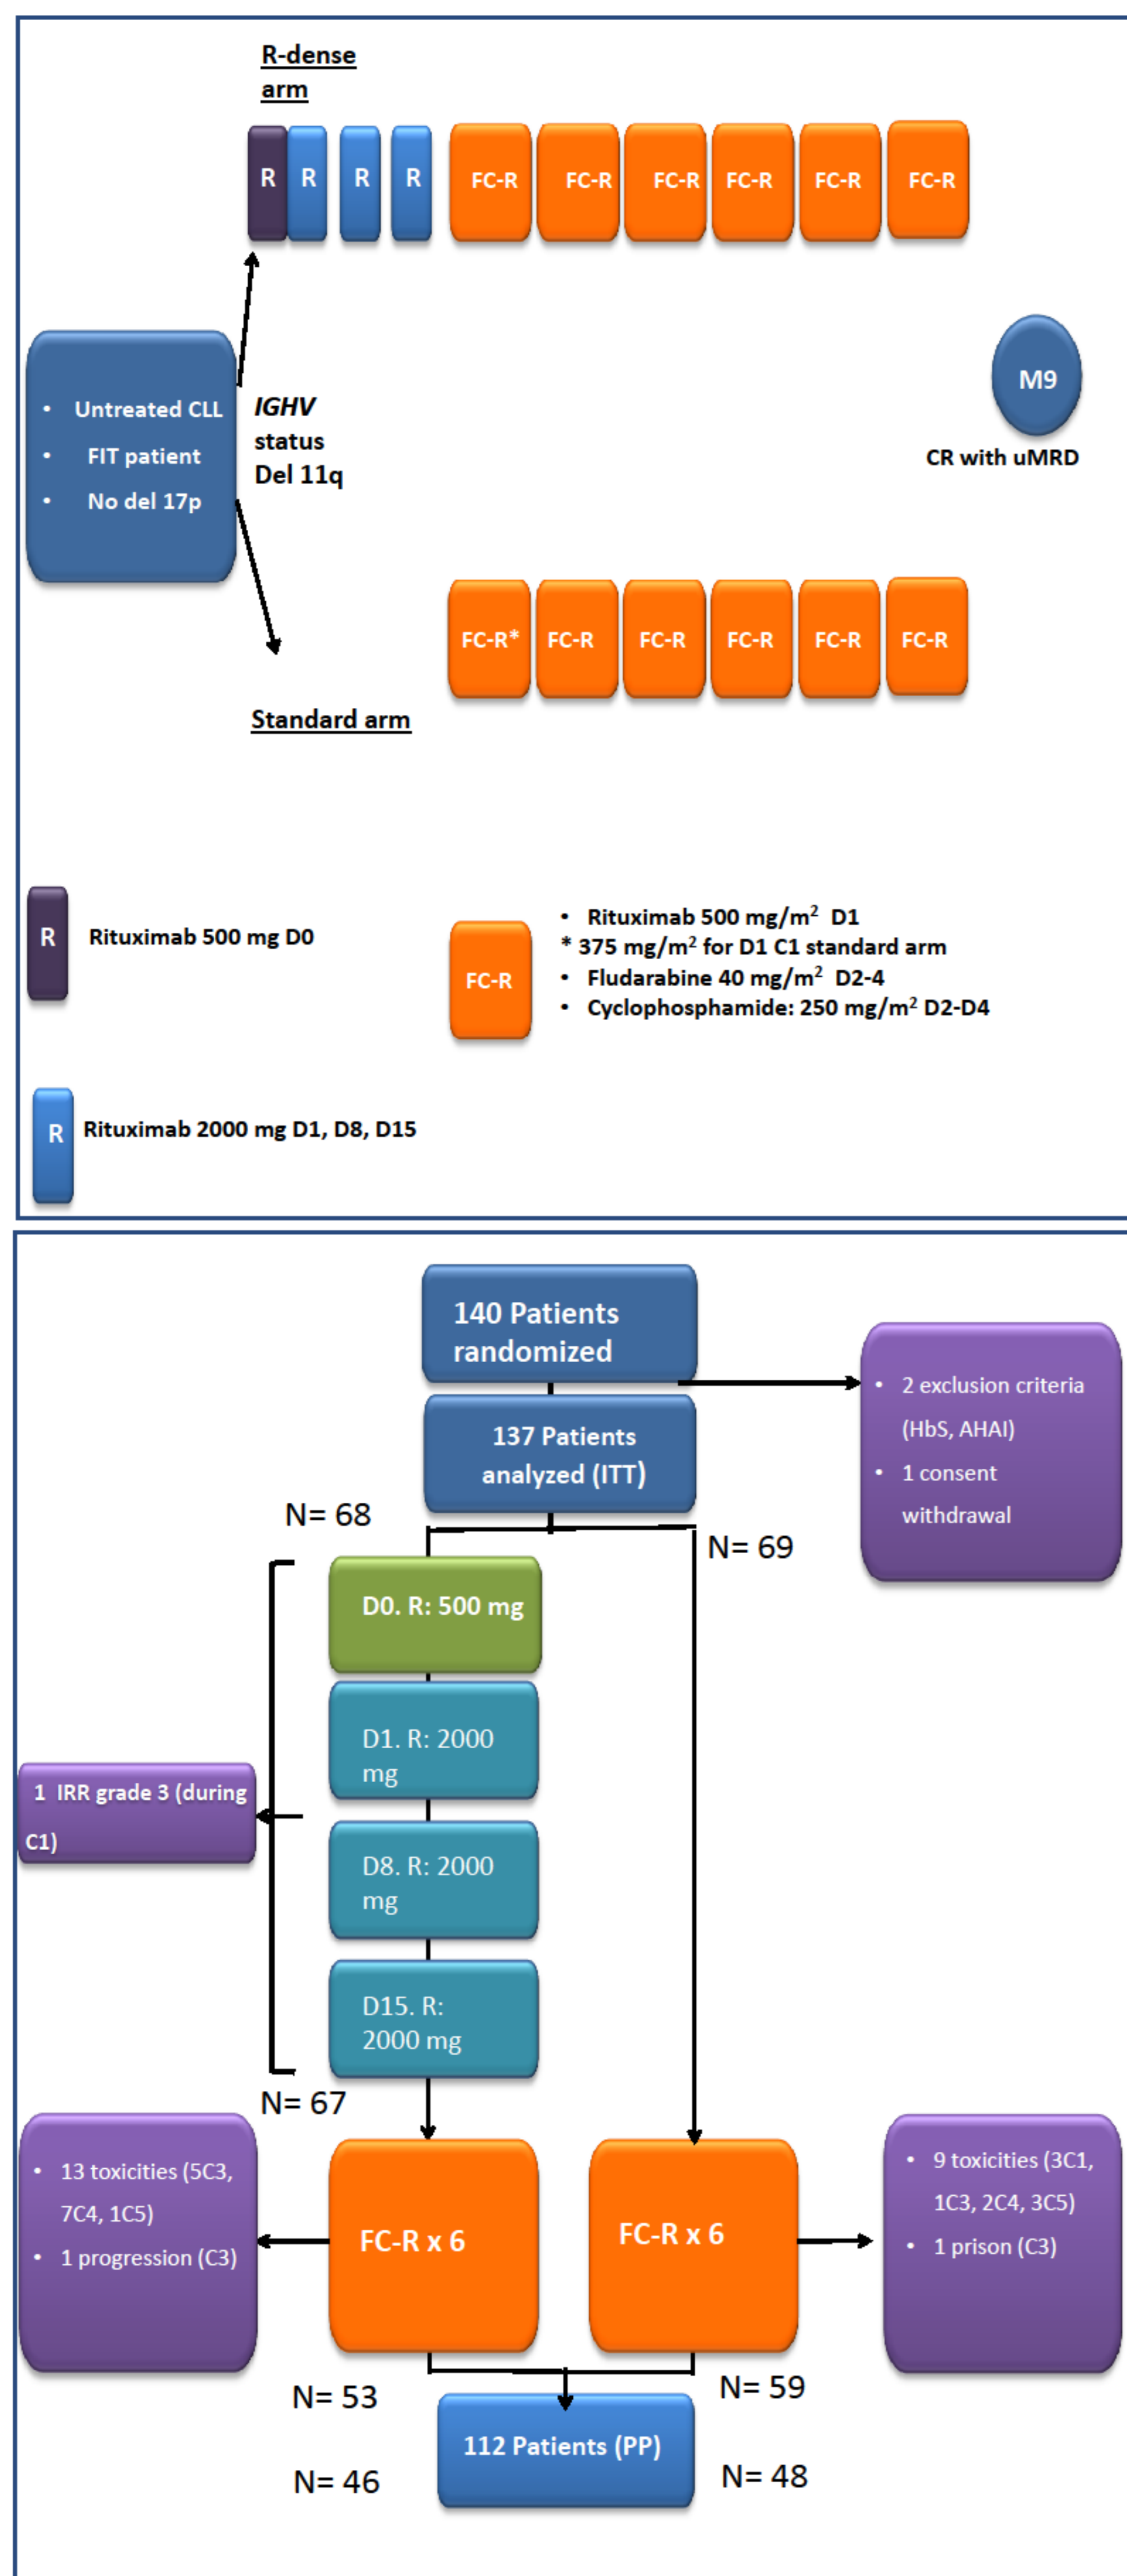 R-dense
arm
R
R
R
R
FC-R
FC-R
FC-R
FC-R
FC-R
FC-R
• Untreated CLL
• FIT patient
• No del 17p
IGHV
status
Del 11q
M9
CR with uMRD
FC-R*
FC-R
FC-R
FC-R
FC-R
FC-R
Standard arm
R
Rituximab 500 mg D0
FC-R
• Rituximab 500 mg/m² D1
* 375 mg/m² for D1 C1 standard arm
• Fludarabine 40 mg/m² D2-4
• Cyclophosphamide: 250 mg/m² D2-D4
R
Rituximab 2000 mg D1, D8, D15
140 Patients
randomized
• 2 exclusion criteria
(HbS, AHAI)
• 1 consent
withdrawal
137 Patients
analyzed (ITT)
N= 68
N= 69
D0. R: 500 mg
D1. R: 2000
mg
1 IRR grade 3 (during
C1)
D8. R: 2000
mg
D15. R:
2000 mg
N= 67
• 13 toxicities (5C3,
7C4, 1C5)
• 1 progression (C3)
FC-R x 6
FC-R x 6
• 9 toxicities (3C1,
1C3, 2C4, 3C5)
• 1 prison (C3)
N= 53
N= 59
112 Patients (PP)
N= 46
N= 48